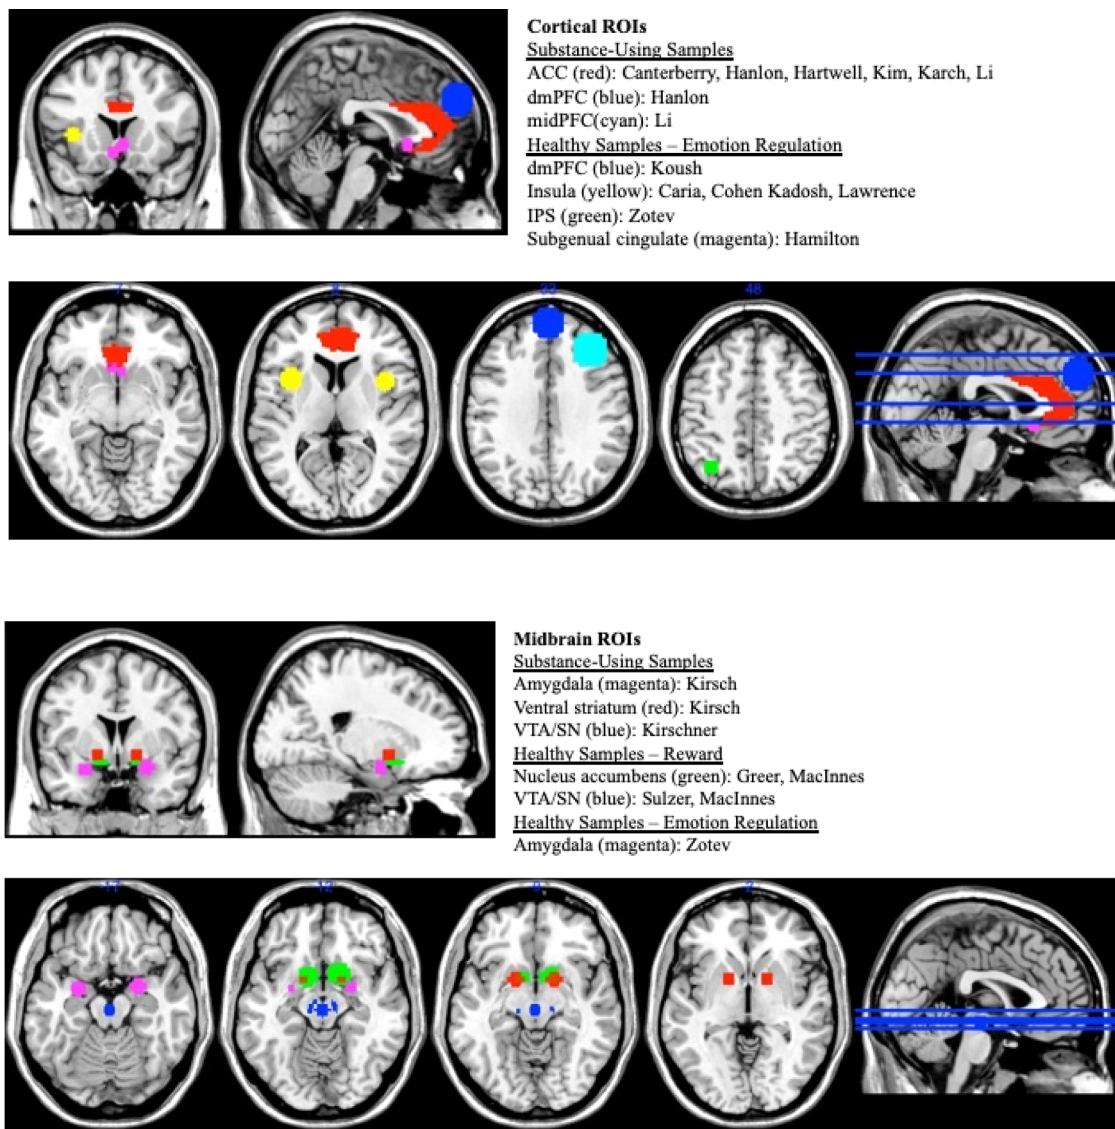 Cortical ROIs
Substance-Using Samples
ACC (red): Canterberry, Hanlon, Hartwell, Kim, Karch, Li
dmPFC (blue): Hanlon
midPFC(cyan): Li
Healthy Samples – Emotion Regulation
dmPFC (blue): Koush
Insula (yellow): Caria, Cohen Kadosh, Lawrence
IPS (green): Zotev
Subgenual cingulate (magenta): Hamilton
48
Midbrain ROIs
Substance-Using Samples
Amygdala (magenta): Kirsch
Ventral striatum (red): Kirsch
VTA/SN (blue): Kirschner
Healthy Samples – Reward
Nucleus accumbens (green): Greer, MacInnes
VTA/SN (blue): Sulzer, MacInnes
Healthy Samples – Emotion Regulation
Amygdala (magenta): Zotev